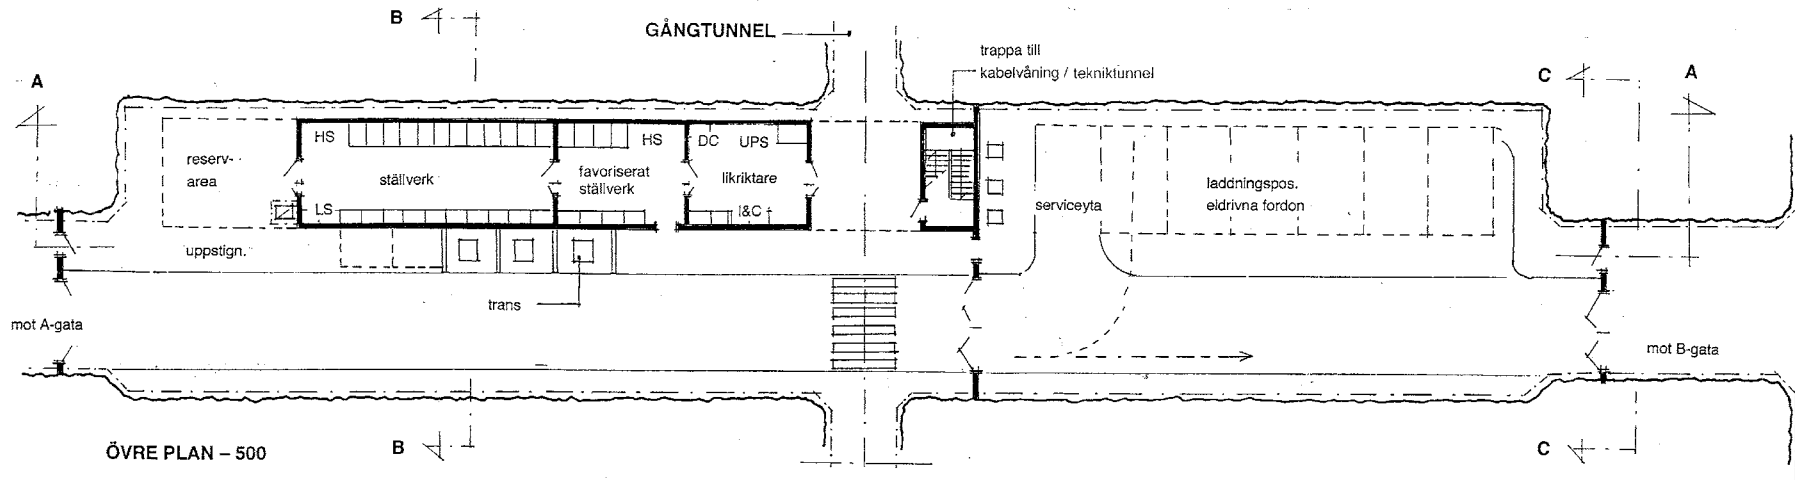 B
GÅNGTUNNEL
trappa till
kabelvåning / tekniktunnel
A
C
A
HS
HS
DC
UPS
reserv-
area
ställverk
favoriserat
ställverk
likriktare
laddningspos.
eldrivna fordon
LS
I&C
serviceyta
uppstign.
trans
mot A-gata
mot B-gata
ÖVRE PLAN – 500
B
C